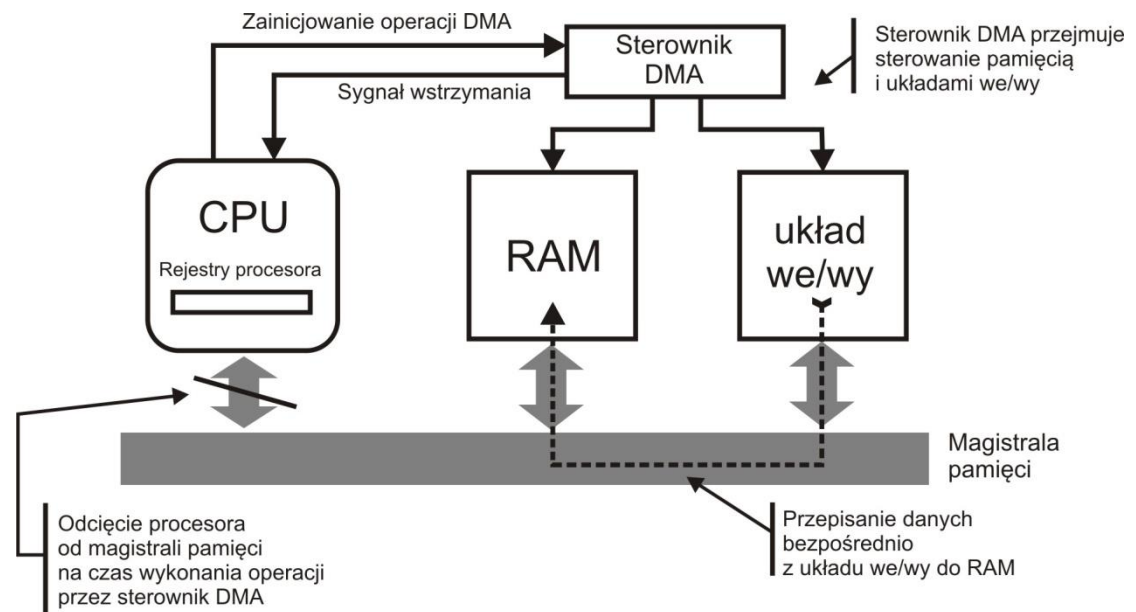 Zainicjowanie operacji DMA
Sterownik
DMA
Sterownik DMA przejmuje
sterowanie pamięcią
i układami we/wy
Sygnał wstrzymania
CPU
Rejestry procesora
RAM
układ
we/wy
Magistrala
pamięci
Odcięcie procesora
od magistrali pamięci
na czas wykonania operacji
przez sterownik DMA
Przepisanie danych
bezpośrednio
z układu we/wy do RAM